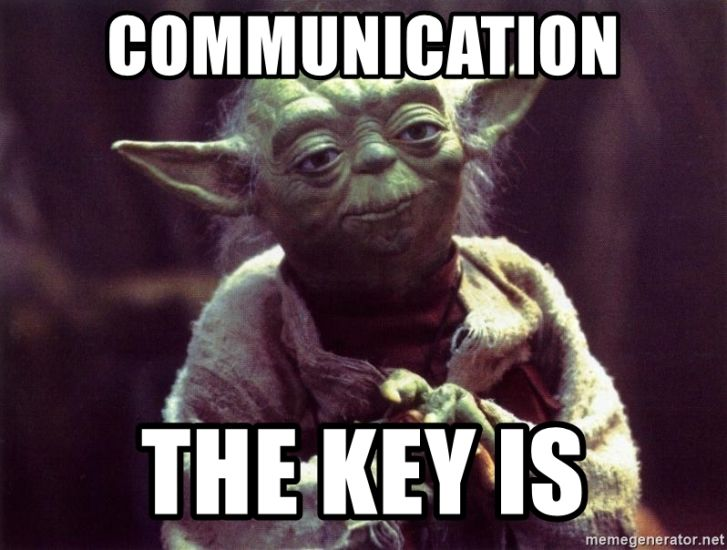 COMMUNICATION
THE KEY IS
memegenerator.net